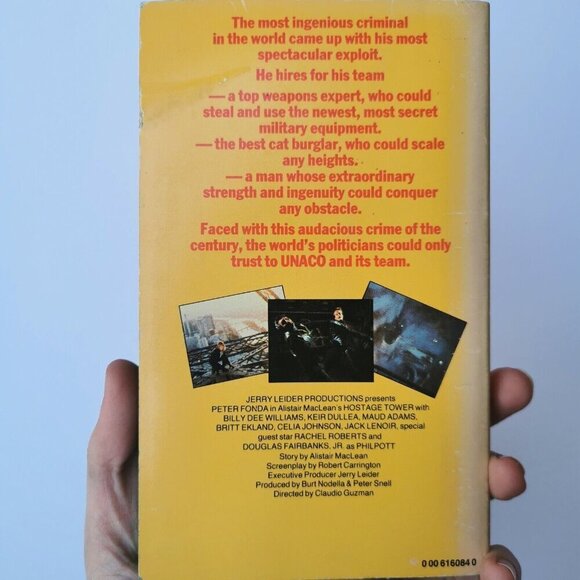 The most ingenious criminal
in the world came up with his most
spectacular exploit.
He hires for his team
—a top weapons expert, who could
steal and use the newest, most secret
military equipment.
—the best cat burglar, who could scale
any heights.
—a man whose extraordinary
strength and ingenuity could conquer
any obstacle.
Faced with this audacious crime of the
century, the world's politicians could only
trust to UNACO and its team.
JERRY LEIDER PRODUCTIONS presents
PETER FONDA in Alistair MacLean's HOSTAGE TOWER with
BILLY DEE WILLIAMS, KEIR DULLEA, MAUD ADAMS,
BRITT EKLAND, CELIA JOHNSON, JACK LENOIR, special
guest star RACHEL ROBERTS and
DOUGLAS FAIRBANKS, JR. as PHILPOTT
Story by Alistair MacLean
Screenplay by Robert Carrington
Executive Producer Jerry Leider
Produced by Burt Nodella & Peter Snell
Directed by Claudio Guzman
0 00 616084 0